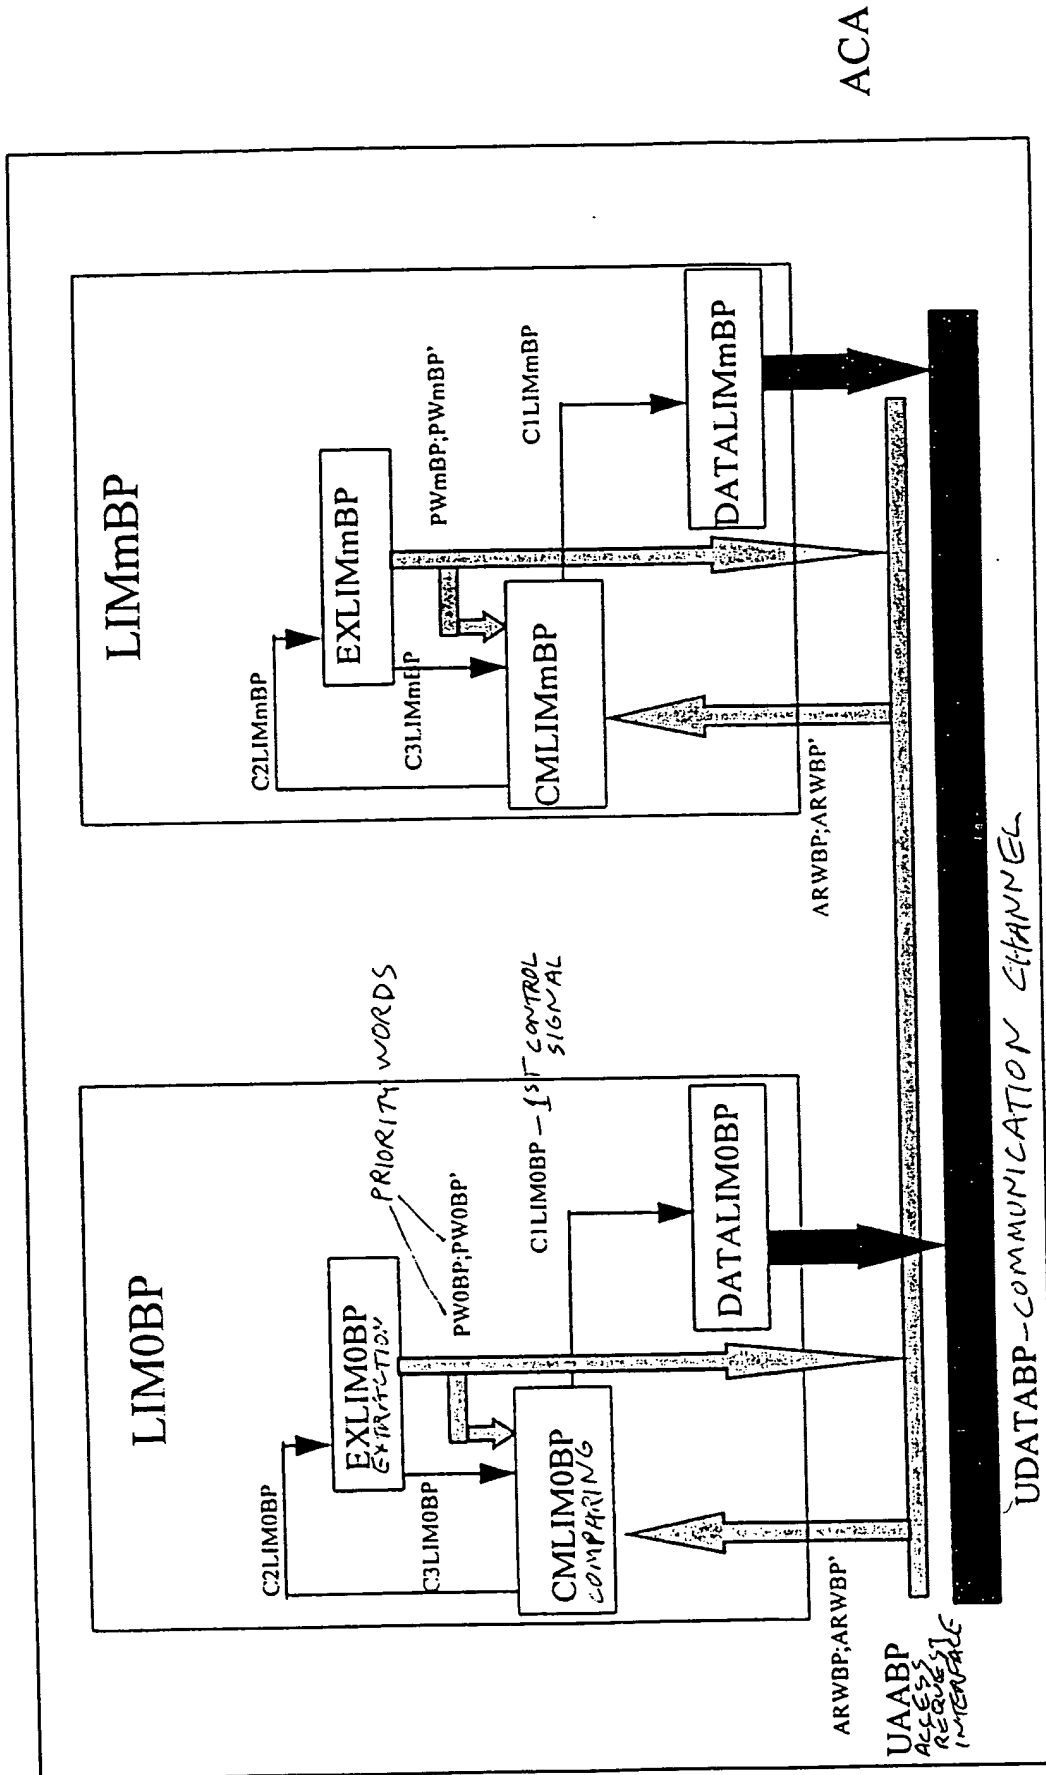 ACA
LIM0BP
C2LIM0BP
EXLIM0BP
EXTRACTION
PRIORITY WORDS
C3LIM0BP
PW0BP;PW0BP'
CMLIM0BP
COMPARING
C1LIM0BP – 1ST CONTROL
SIGNAL
DATALIM0BP
ARWBP;ARWBP'
LIMmBP
C2LIMmBP
EXLIMmBP
C3LIMmBP
PWmBP;PWmBP'
CMLIMmBP
C1LIMmBP
DATALIMmBP
ARWBP;ARWBP'
UAABP
ACCESS
REQUEST
INTERFACE
UDATABP – COMMUNICATION CHANNEL